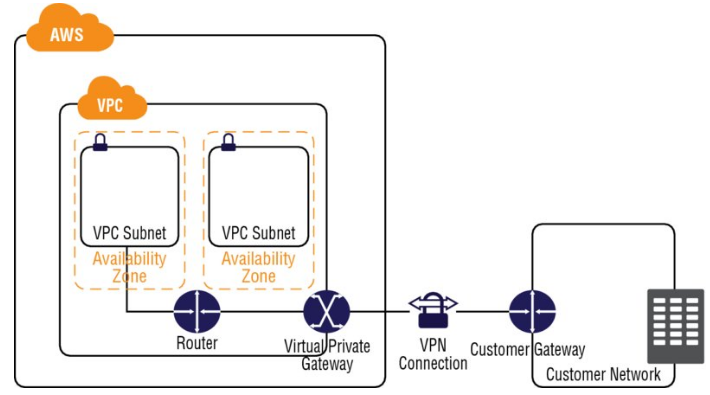 AWS
VPC
VPC Subnet
VPC Subnet
Availability
Zone
Availability
Zone
Router
Virtual Private
Gateway
VPN
Connection
Customer Gateway
Customer Network